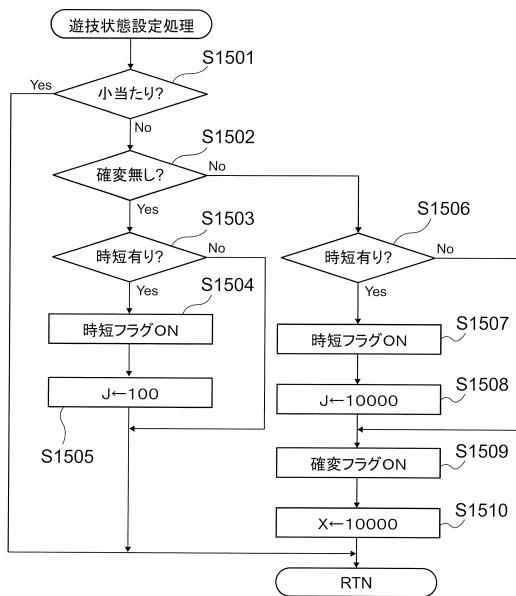 遊技状態設定処理
S1501
小当たり?
Yes
No
S1502
確変無し?
No
Yes
S1503
時短有り?
No
Yes
S1504
時短フラグON
J←100
S1505
S1506
時短有り?
No
Yes
S1507
時短フラグON
S1508
J←10000
S1509
確変フラグON
S1510
X←10000
RTN